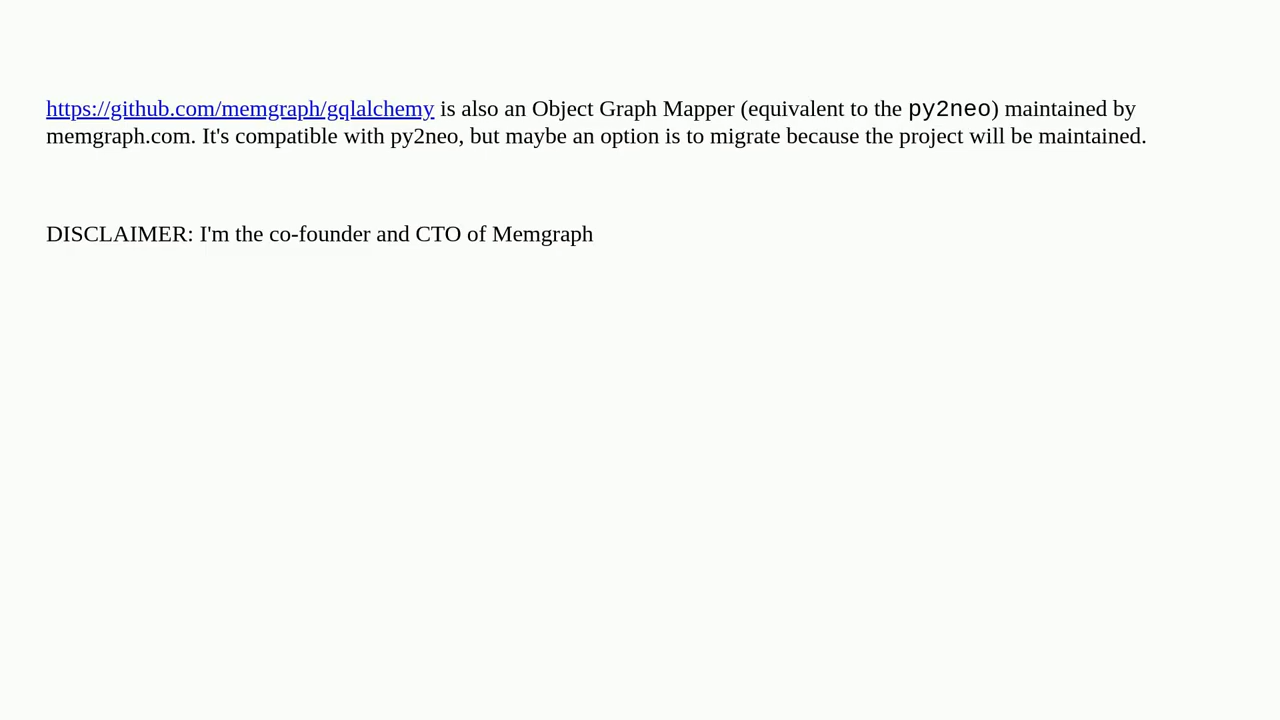 https://github.com/memgraph/gqlalchemy is also an Object Graph Mapper (equivalent to the py2neo) maintained by
memgraph.com. It's compatible with py2neo, but maybe an option is to migrate because the project will be maintained.
DISCLAIMER: I'm the co-founder and CTO of Memgraph